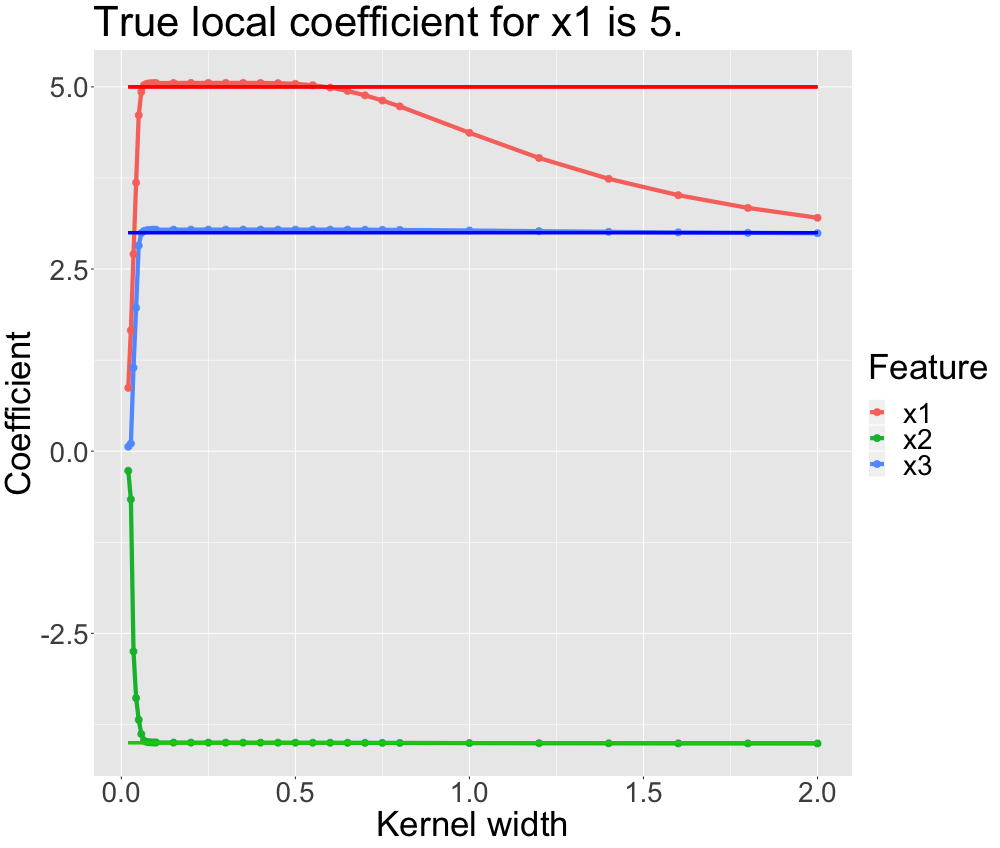 True local coefficient for x1 is 5.
5.0
2.5
0.0
-2.5
Coefficient
0.0 0.5 1.0 1.5 2.0
Kernel width
Feature
x1
x2
x3